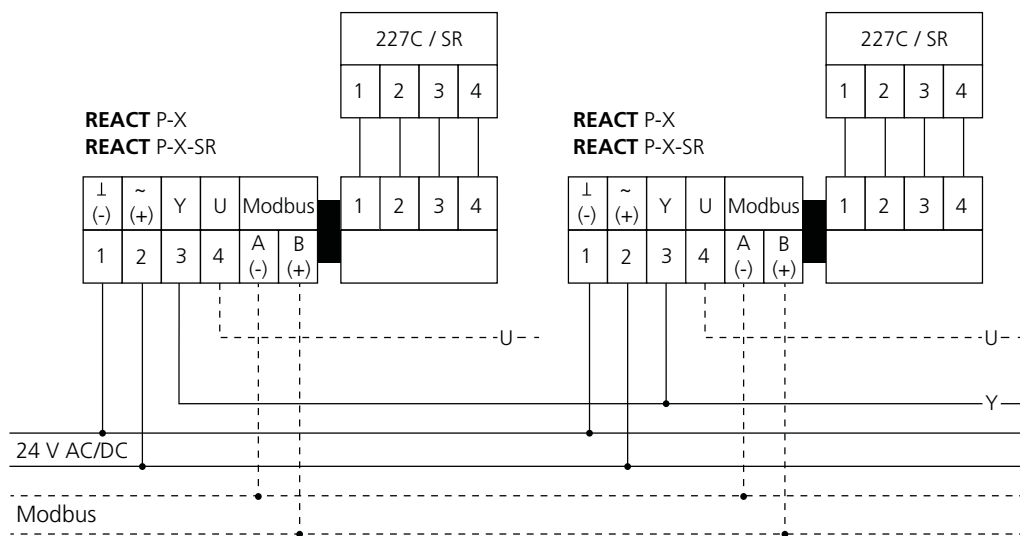 227C / SR
1 2 3 4
REACT P-X
REACT P-X-SR
⊥ ~ Y U Modbus
(-) (+)
1 2 3 4
1 2 3 4 A B
(-) (+)
227C / SR
1 2 3 4
REACT P-X
REACT P-X-SR
⊥ ~ Y U Modbus
(-) (+)
1 2 3 4
1 2 3 4 A B
(-) (+)
U
U
Y
24 V AC/DC
Modbus